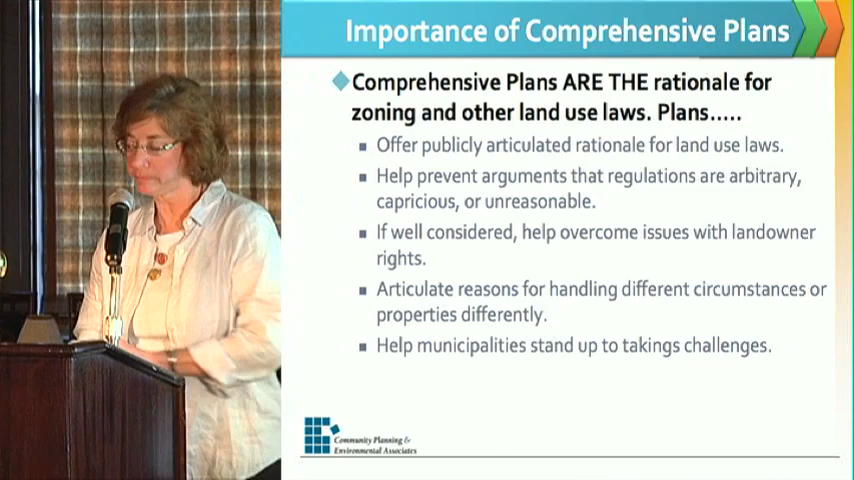 Importance of Comprehensive Plans
Comprehensive Plans ARE THE rationale for
zoning and other land use laws. Plans.....
Offer publicly articulated rationale for land use laws.
Help prevent arguments that regulations are arbitrary,
capricious, or unreasonable.
If well considered, help overcome issues with landowner
rights.
Articulate reasons for handling different circumstances or
properties differently.
Help municipalities stand up to takings challenges.
Community Planning &
Environmental Associates